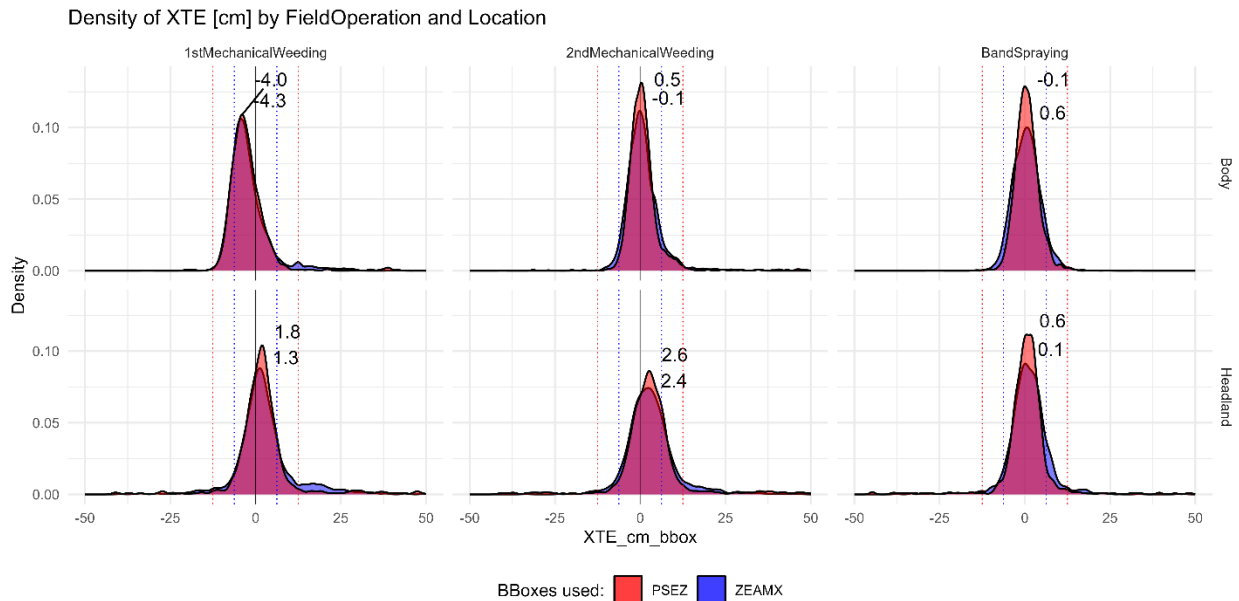 Density of XTE [cm] by FieldOperation and Location
1stMechanicalWeeding 2ndMechanicalWeeding BandSpraying
-4.0 0.5 -0.1
-4.3 -0.1 0.6
0.10
0.05
0.00
Body
1.8 2.6 0.6
1.3 2.4 0.1
0.10
0.05
0.00
Headland
Density
-50 -25 0 25 50 -50 -25 0 25 50 -50 -25 0 25 50
XTE_cm_bbox
BBoxes used: PSEZ ZEAMX